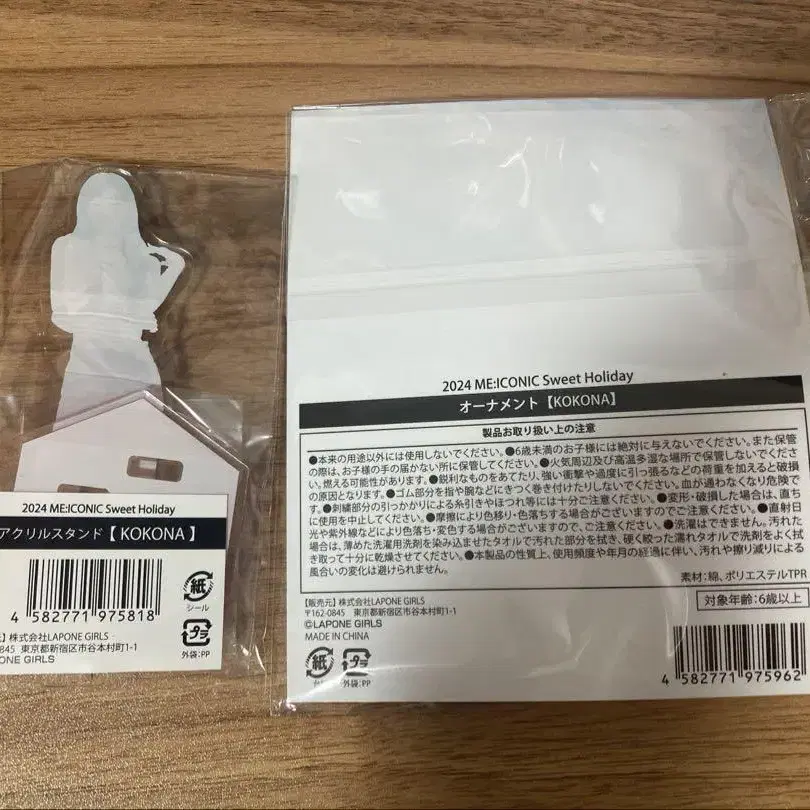 2024 ME:ICONIC Sweet Holiday
アクリルスタンド【 KOKONA 】
4 582771 975818
紙
シール
プラ
外袋:PP
元】株式会社LAPONE GIRLS
845 東京都新宿区市谷本村町1-1
PONE GIRLS
2024 ME:ICONIC Sweet Holiday
オーナメント【KOKONA】
製品お取り扱い上の注意
●本来の用途以外には使用しないでください。●6歳未満のお子様には絶対に与えないでください。また保管
の際は、お子様の手の届かない所に保管してください。●火気周辺及び高温多湿な場所で保管しないでくださ
い。燃える可能性があります。●鋭利なものをあてたり、強い衝撃や過度に引っ張るなどの荷重を加えると破損
の原因となります。●ゴム部分を指や腕などにきつく巻き付けたりしないでください。血が通わなくなり危険で
す。●刺繍部分の引っかかりによる糸引きやほつれ等には十分ご注意ください。●変形・破損した場合は、直ち
に使用を中止してください。●摩擦により色移り・色落ちする場合がございますので、ご注意ください。●直射日
光や紫外線などにより色落ち・変色する場合がございますので、ご注意ください。●洗濯はできません。汚れた
場合は、薄めた洗濯用洗剤を染み込ませたタオルで汚れた部分を拭き、硬く絞った濡れタオルで洗剤をよく拭
き取って十分に乾燥させてください。●本製品の性質上、使用頻度や年月の経過に伴い、汚れや擦り減りによる
風合いの変化は避けられません。
素材:綿、ポリエステルTPR
【販売元】株式会社LAPONE GIRLS
〒162-0845 東京都新宿区市谷本村町1-1
©LAPONE GIRLS
MADE IN CHINA
対象年齢:6歳以上
紙
プラ
外袋:PP
4 582771 975962